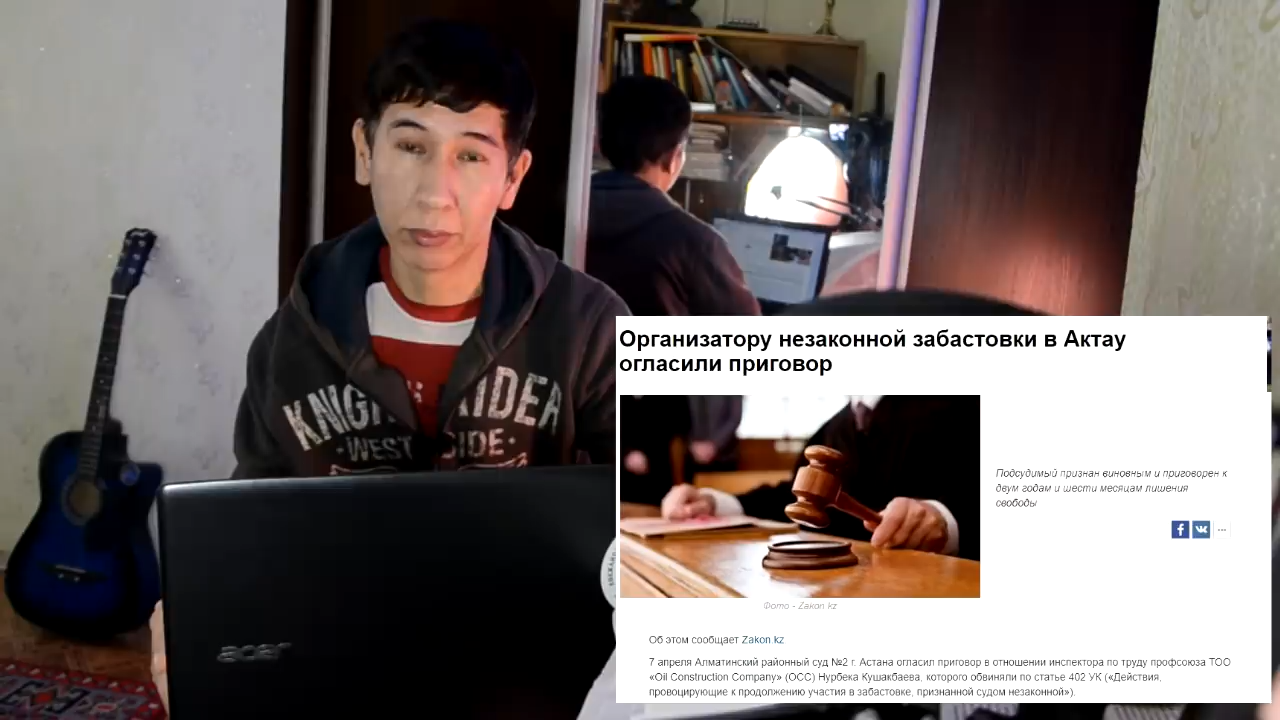 KNIGH RIDER
·WEST SIDE·
acer
Организатору незаконной забастовки в Актау
огласили приговор
Подсудимый признан виновным и приговорен к
двум годам и шести месяцам лишения
свободы
Фото - Zakon.kz
Об этом сообщает Zakon.kz
7 апреля Алматинский районный суд №2 г. Астана огласил приговор в отношении инспектора по труду профсоюза ТОО
«Oil Construction Company» (ОСС) Нурбека Кушакбаева, которого обвиняли по статье 402 УК («Действия,
провоцирующие к продолжению участия в забастовке, признанной судом незаконной»).